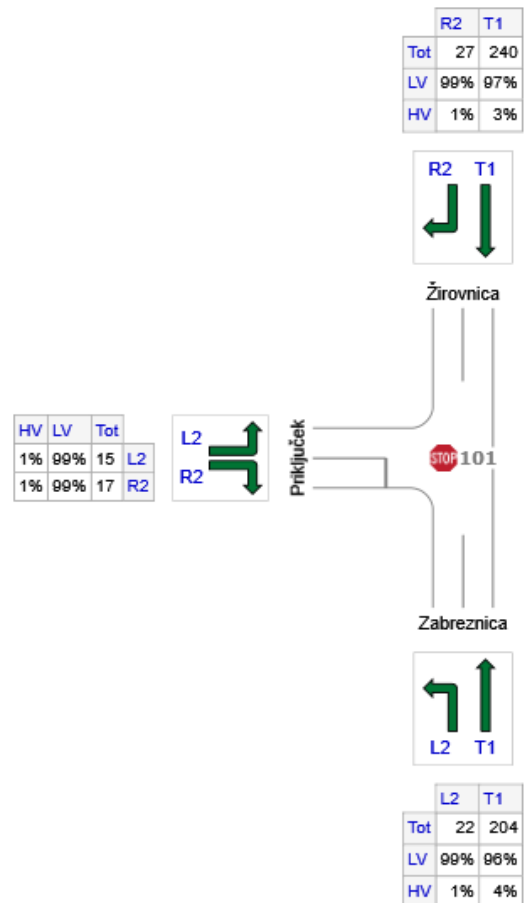 R2 T1
Tot 27 240
LV 99% 97%
HV 1% 3%
R2 T1
Žirovnica
HV LV Tot
1% 99% 15 L2
1% 99% 17 R2
L2
R2
Priključek
STOP 101
Zabreznica
L2 T1
L2 T1
Tot 22 204
LV 99% 96%
HV 1% 4%